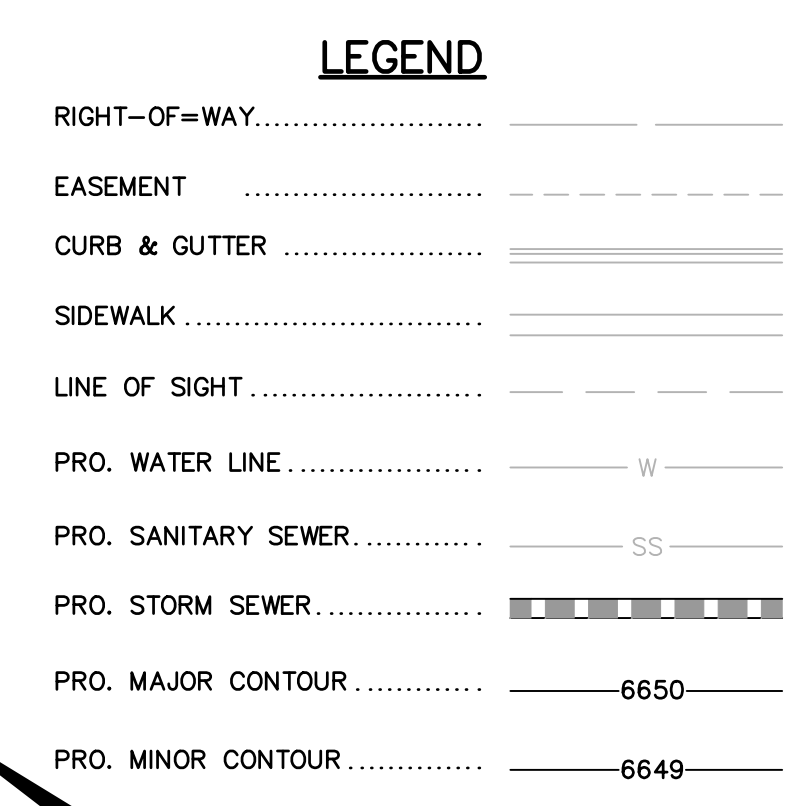 LEGEND
RIGHT-OF=WAY........................
EASEMENT ........................
CURB & GUTTER ....................
SIDEWALK ..............................
LINE OF SIGHT ........................
PRO. WATER LINE .................... W
PRO. SANITARY SEWER............. SS
PRO. STORM SEWER.................
PRO. MAJOR CONTOUR ............. 6650
PRO. MINOR CONTOUR .............. 6649